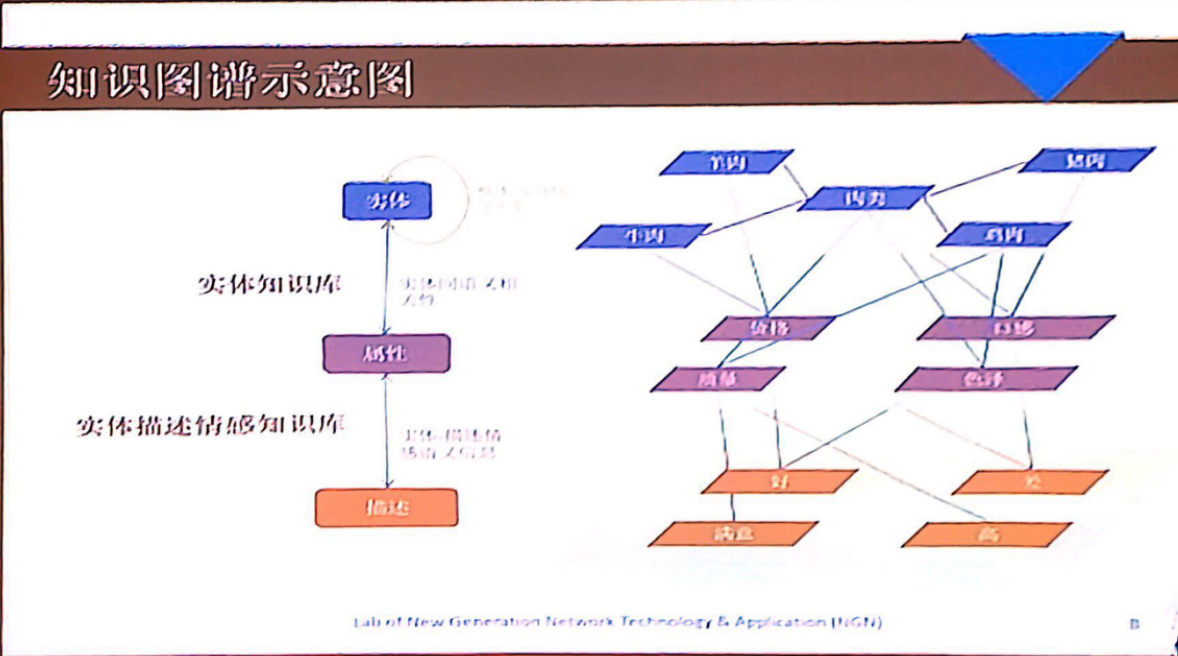 知识图谱示意图
实体
羊肉
猪肉
肉类
牛肉
鸡肉
实体知识库
实体间语义相
关性
属性
价格
口感
质量
色泽
实体描述情感知识库
实体-描述情
感语义信息
描述
好
差
满意
高
Lab of New Generation Network Technology & Application (NGN)